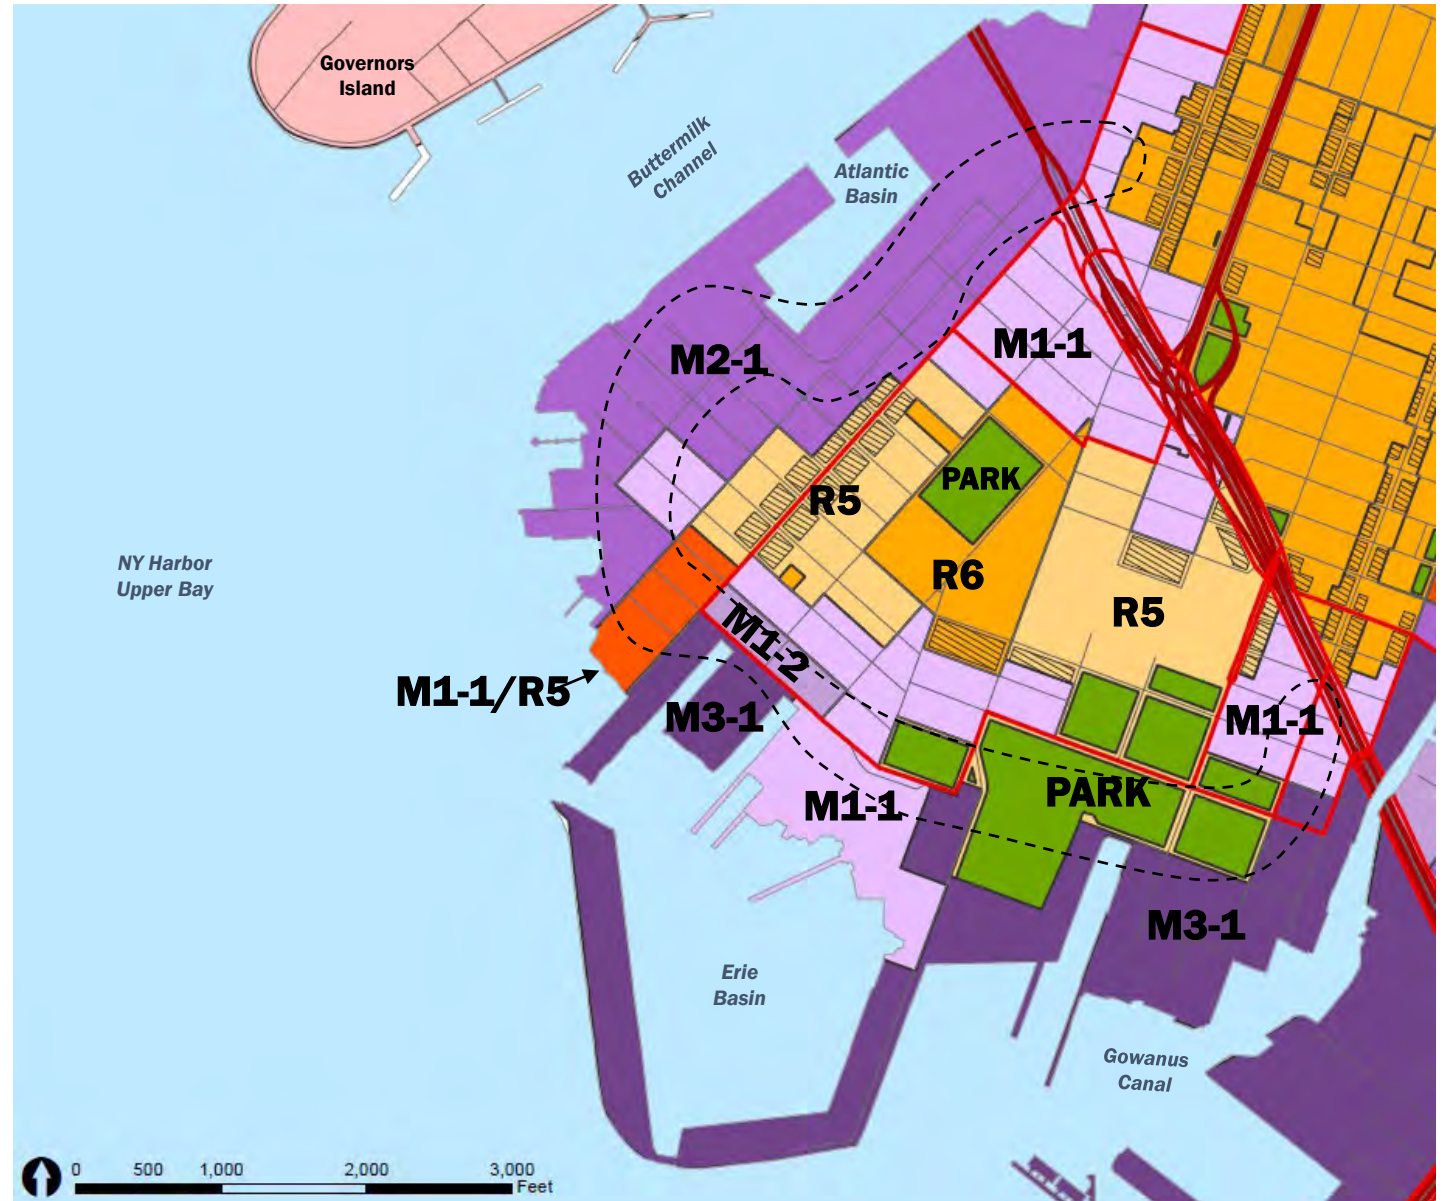 Governors
Island
Buttermilk
Channel
Atlantic
Basin
M1-1
M2-1
PARK
R5
R6
R5
NY Harbor
Upper Bay
M1-2
M1-1/R5
M3-1
M1-1
PARK
M1-1
M3-1
Erie
Basin
Gowanus
Canal
0 500 1,000 2,000 3,000
Feet